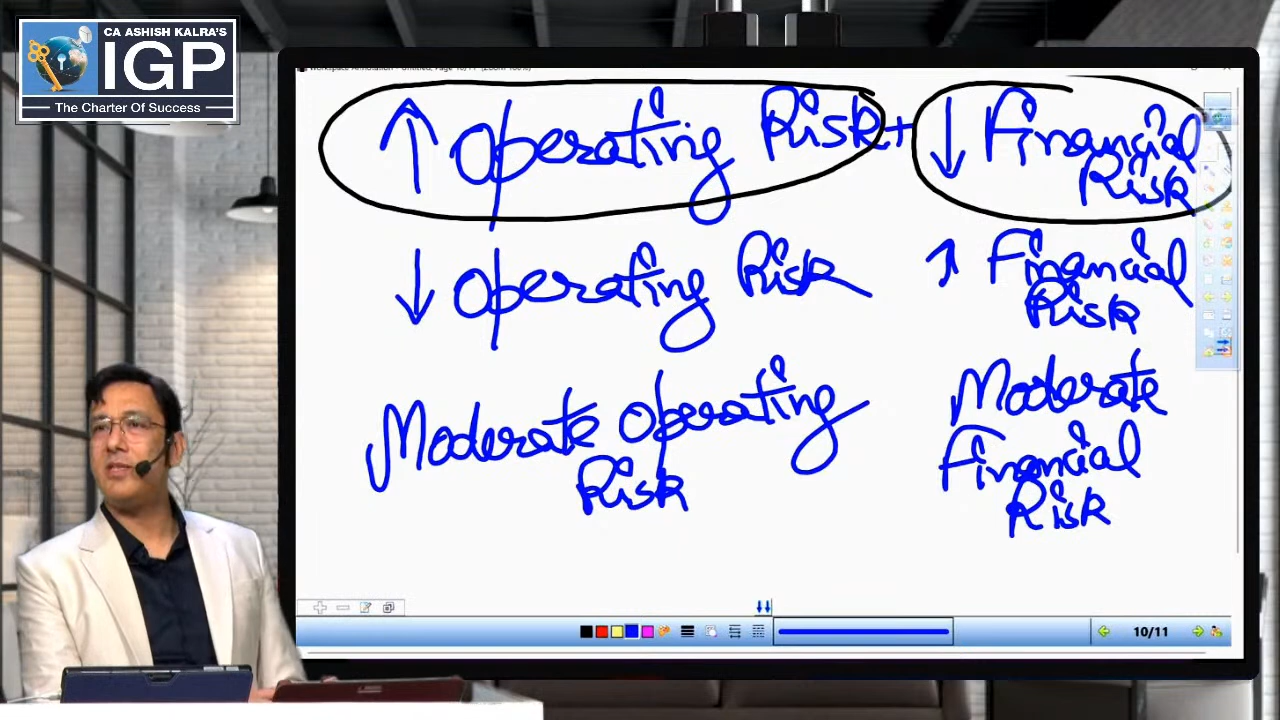 CA ASHISH KALRA'S
IGP
The Charter Of Success
↑ Operating Risk + ↓ Financial Risk
↓ Operating Risk ↑ Financial Risk
Moderate Operating Risk Moderate Financial Risk
10/11